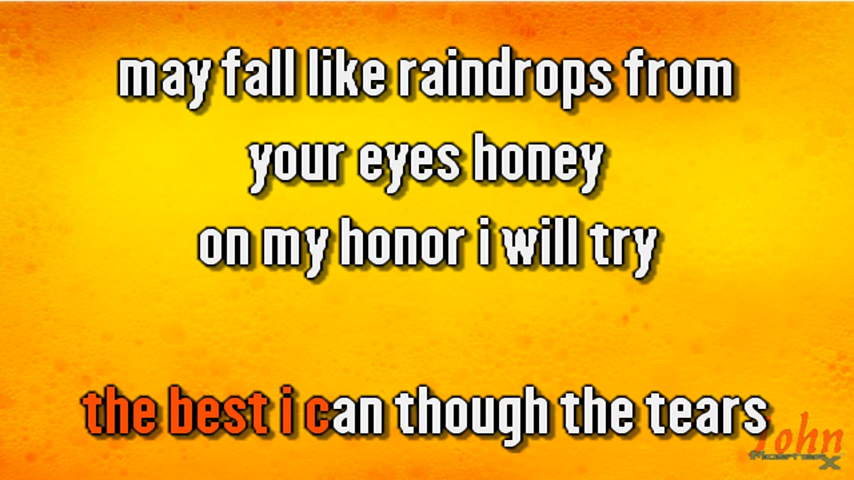 may fall like raindrops from
your eyes honey
on my honor i will try
the best i can though the tears
John